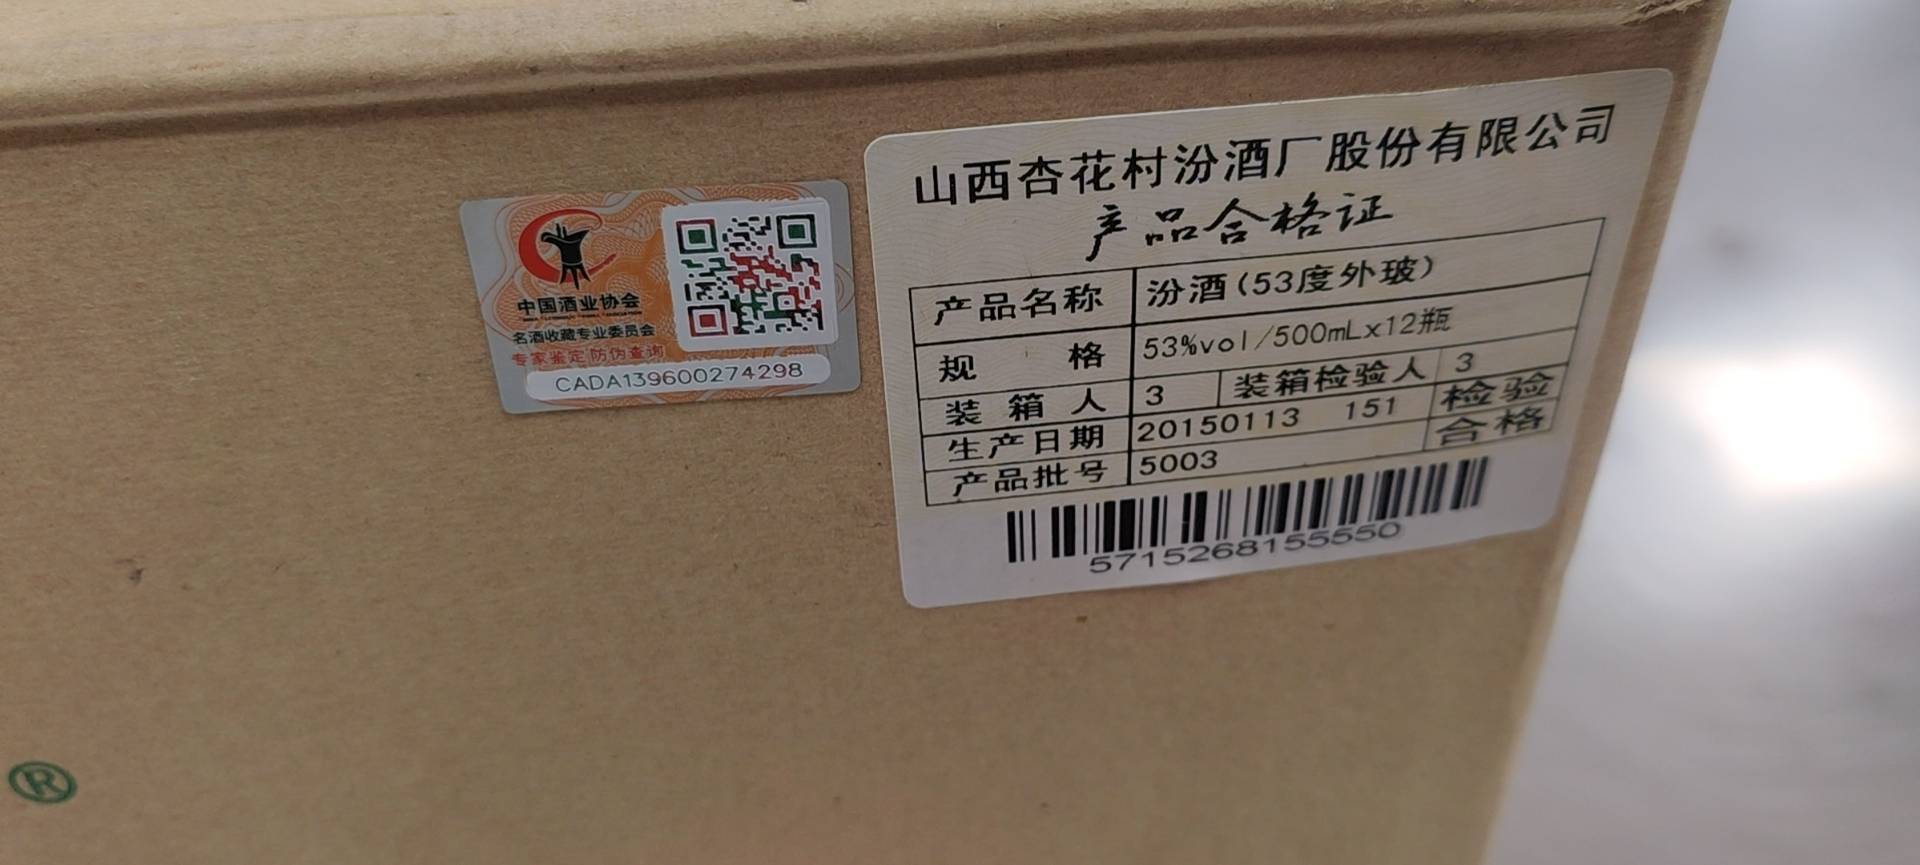 中国酒业协会
名酒收藏专业委员会
专家鉴定 防伪查询
CADA139600274298
山西杏花村汾酒厂股份有限公司
产品合格证
产品名称 汾酒(53度外玻)
规格 53%vol/500mLx12瓶
装箱人 3 装箱检验人 3
生产日期 20150113 151 检验
产品批号 5003 合格
5715268155550
®